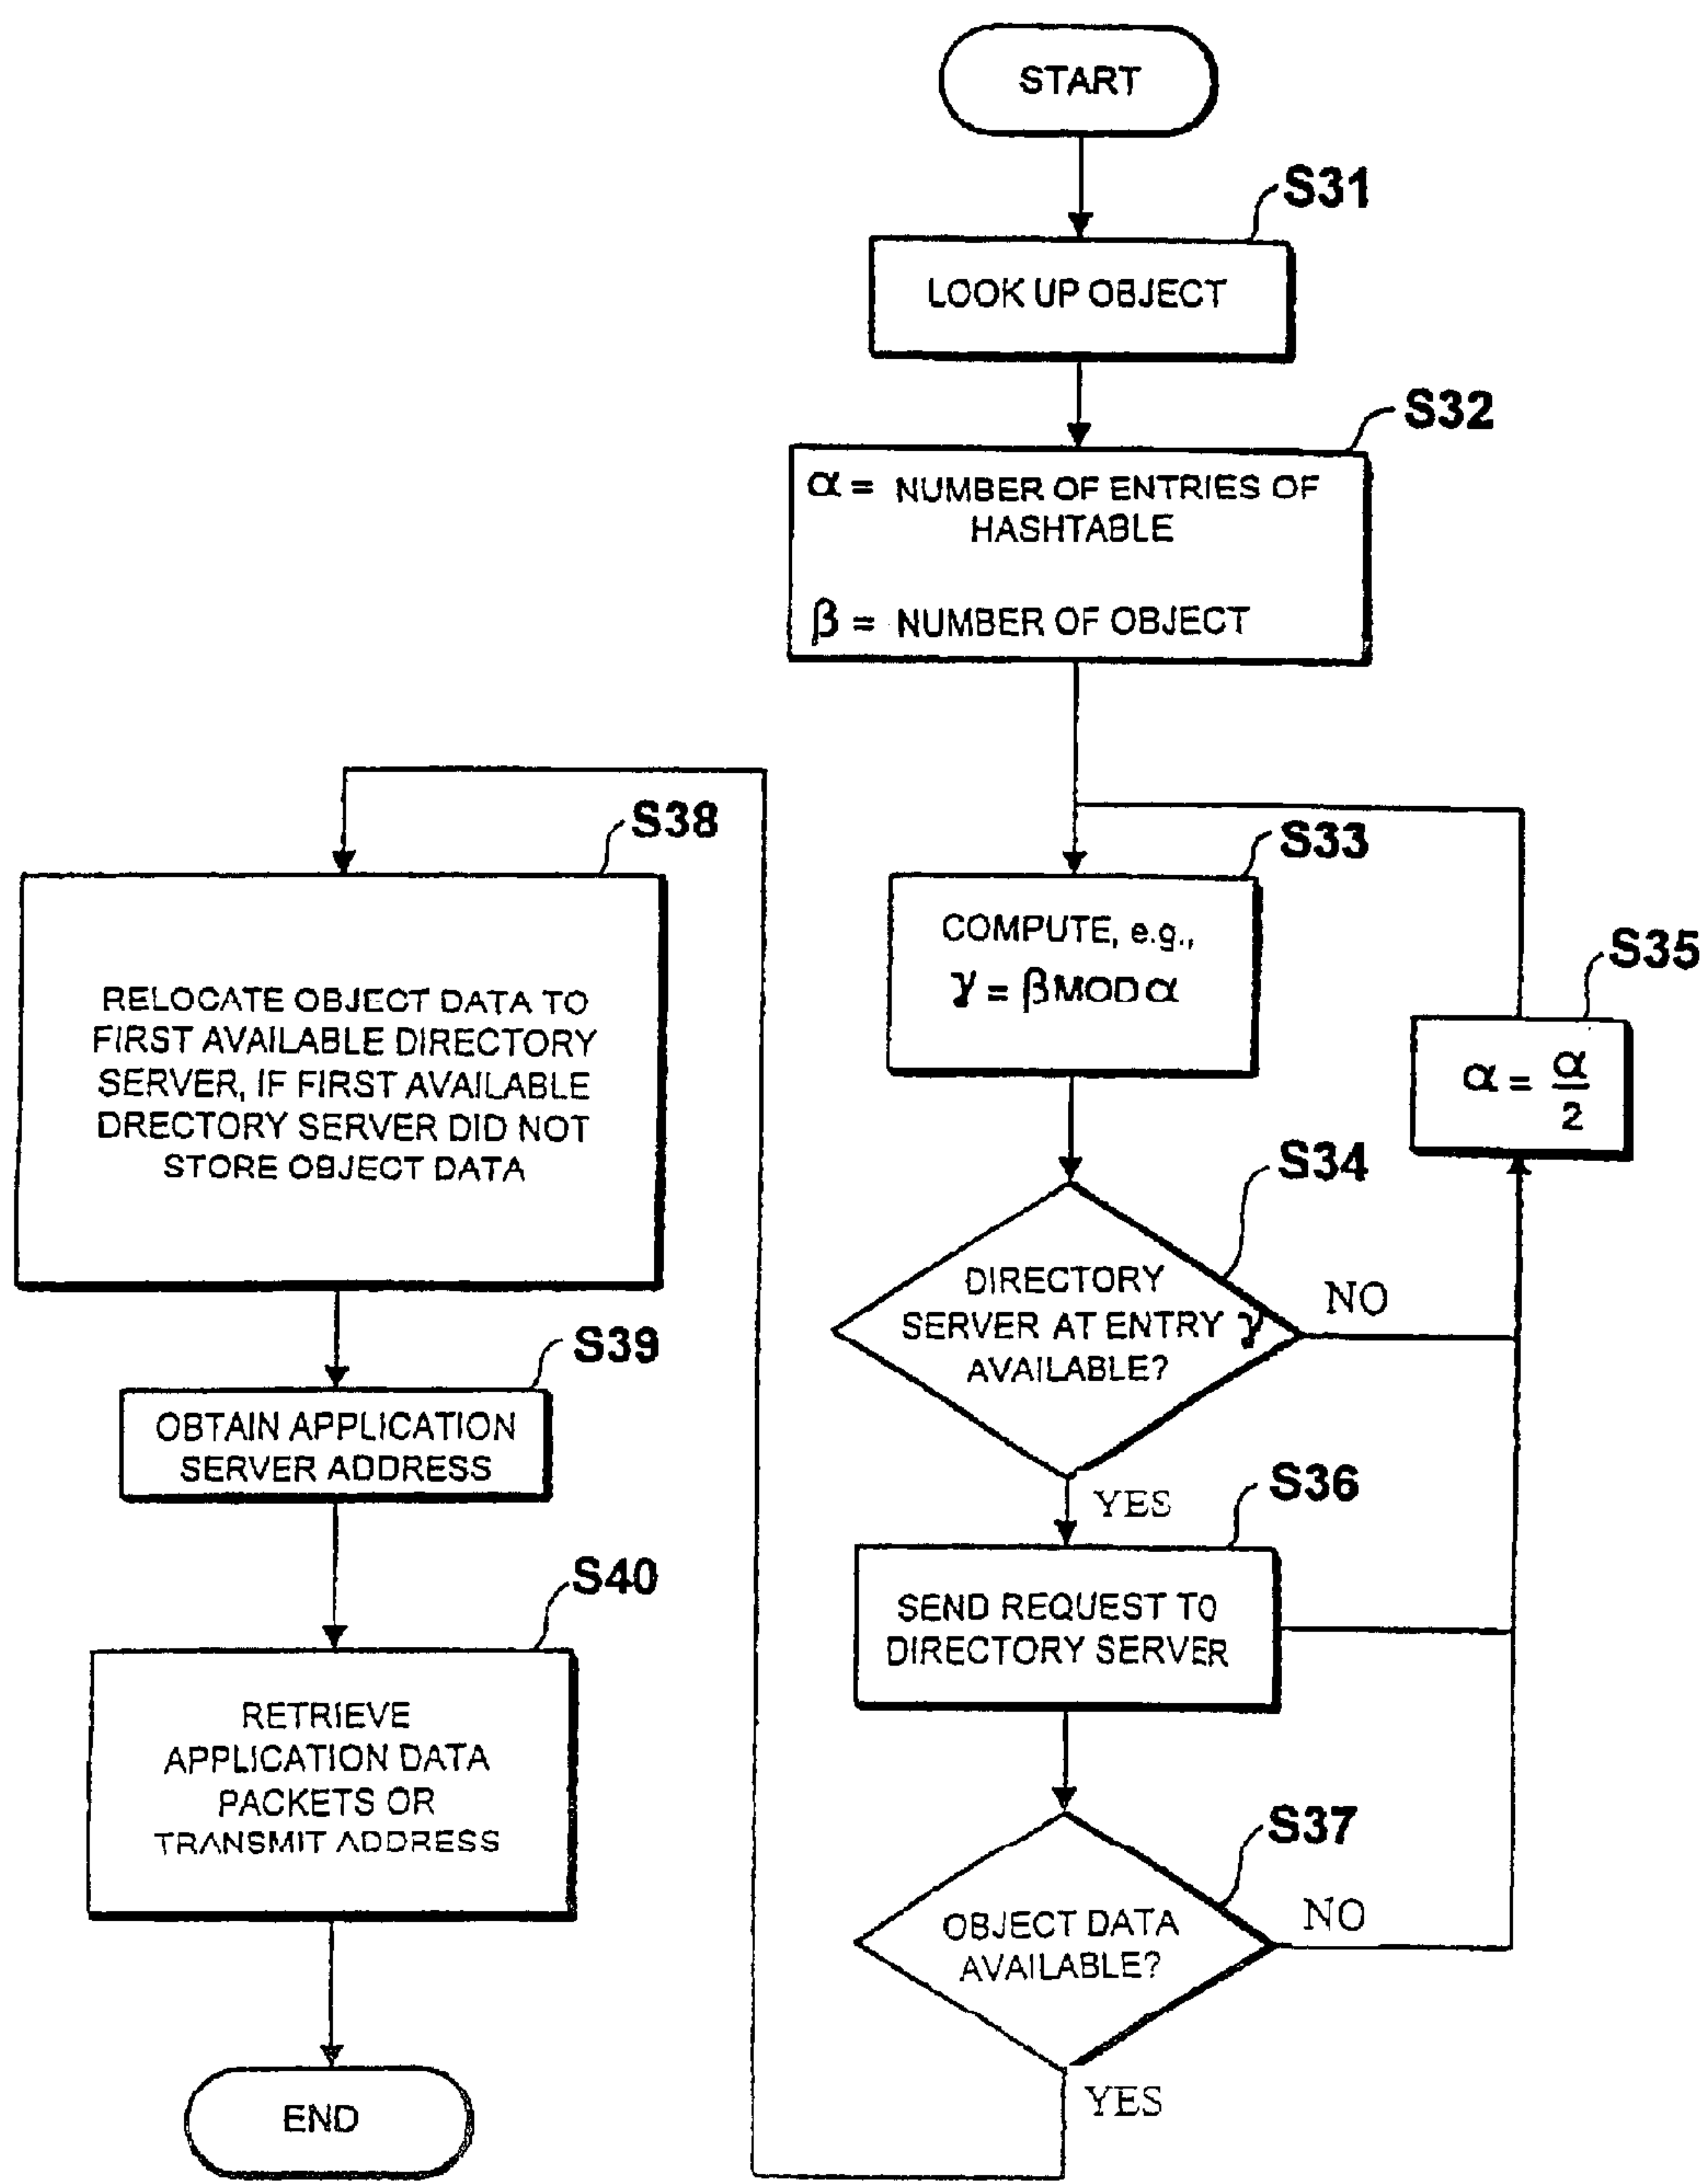 START
S31
LOOK UP OBJECT
S32
α = NUMBER OF ENTRIES OF
HASHTABLE
β = NUMBER OF OBJECT
S33
COMPUTE, e.g.,
γ = β MOD α
S34
DIRECTORY
SERVER AT ENTRY γ
AVAILABLE?
NO
S35
α = α/2
YES
S36
SEND REQUEST TO
DIRECTORY SERVER
S37
OBJECT DATA
AVAILABLE?
NO
YES
S38
RELOCATE OBJECT DATA TO
FIRST AVAILABLE DIRECTORY
SERVER, IF FIRST AVAILABLE
DRECTORY SERVER DID NOT
STORE OBJECT DATA
S39
OBTAIN APPLICATION
SERVER ADDRESS
S40
RETRIEVE
APPLICATION DATA
PACKETS OR
TRANSMIT ADDRESS
END